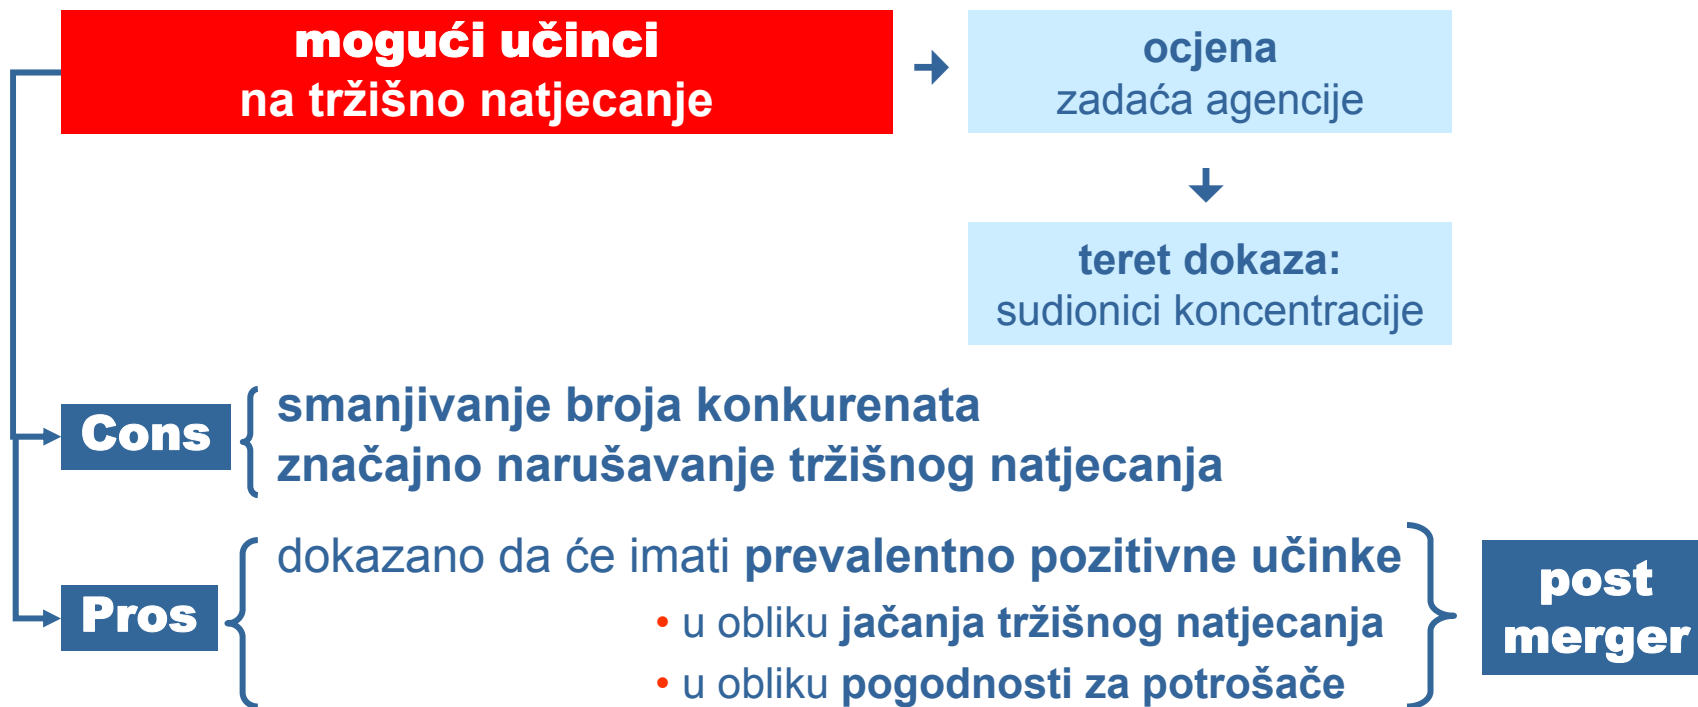 mogući učinci
na tržišno natjecanje
ocjena
zadaća agencije
teret dokaza:
sudionici koncentracije
Cons
smanjivanje broja konkurenata
značajno narušavanje tržišnog natjecanja
Pros
dokazano da će imati prevalentno pozitivne učinke
• u obliku jačanja tržišnog natjecanja
• u obliku pogodnosti za potrošače
post
merger